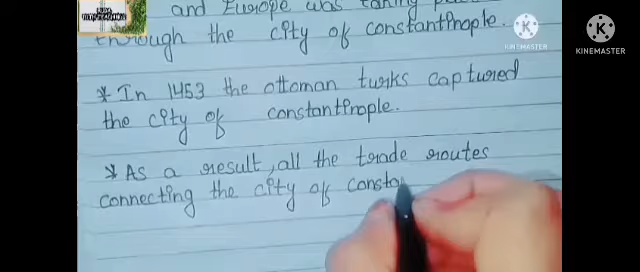 and Europe was taking
through the city of constantinople.
KINEMASTER
KINEMASTER
* In 1453 the ottoman turks captured
the city of constantinople.
* As a result, all the trade routes
connecting the city of consta